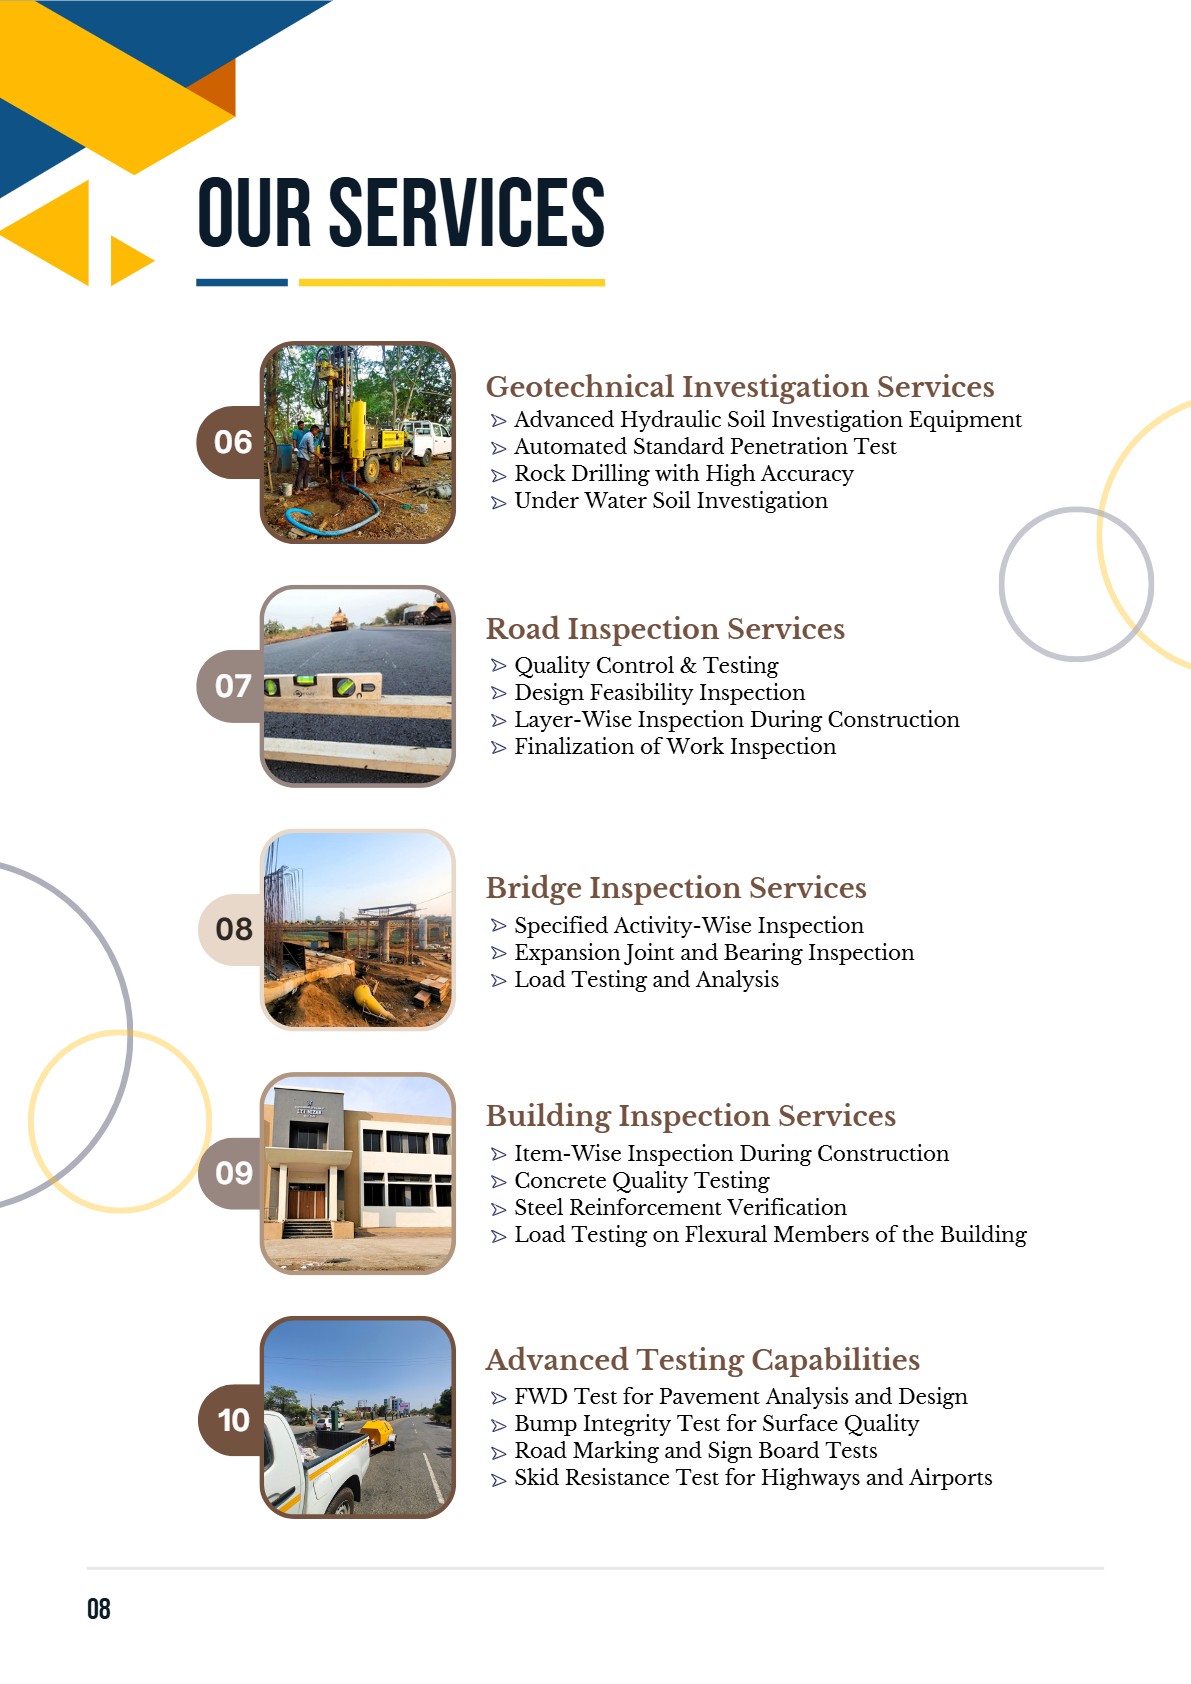 OUR SERVICES
06
Geotechnical Investigation Services
Advanced Hydraulic Soil Investigation Equipment
Automated Standard Penetration Test
Rock Drilling with High Accuracy
Under Water Soil Investigation
07
Road Inspection Services
Quality Control & Testing
Design Feasibility Inspection
Layer-Wise Inspection During Construction
Finalization of Work Inspection
08
Bridge Inspection Services
Specified Activity-Wise Inspection
Expansion Joint and Bearing Inspection
Load Testing and Analysis
09
Building Inspection Services
Item-Wise Inspection During Construction
Concrete Quality Testing
Steel Reinforcement Verification
Load Testing on Flexural Members of the Building
10
Advanced Testing Capabilities
FWD Test for Pavement Analysis and Design
Bump Integrity Test for Surface Quality
Road Marking and Sign Board Tests
Skid Resistance Test for Highways and Airports
08